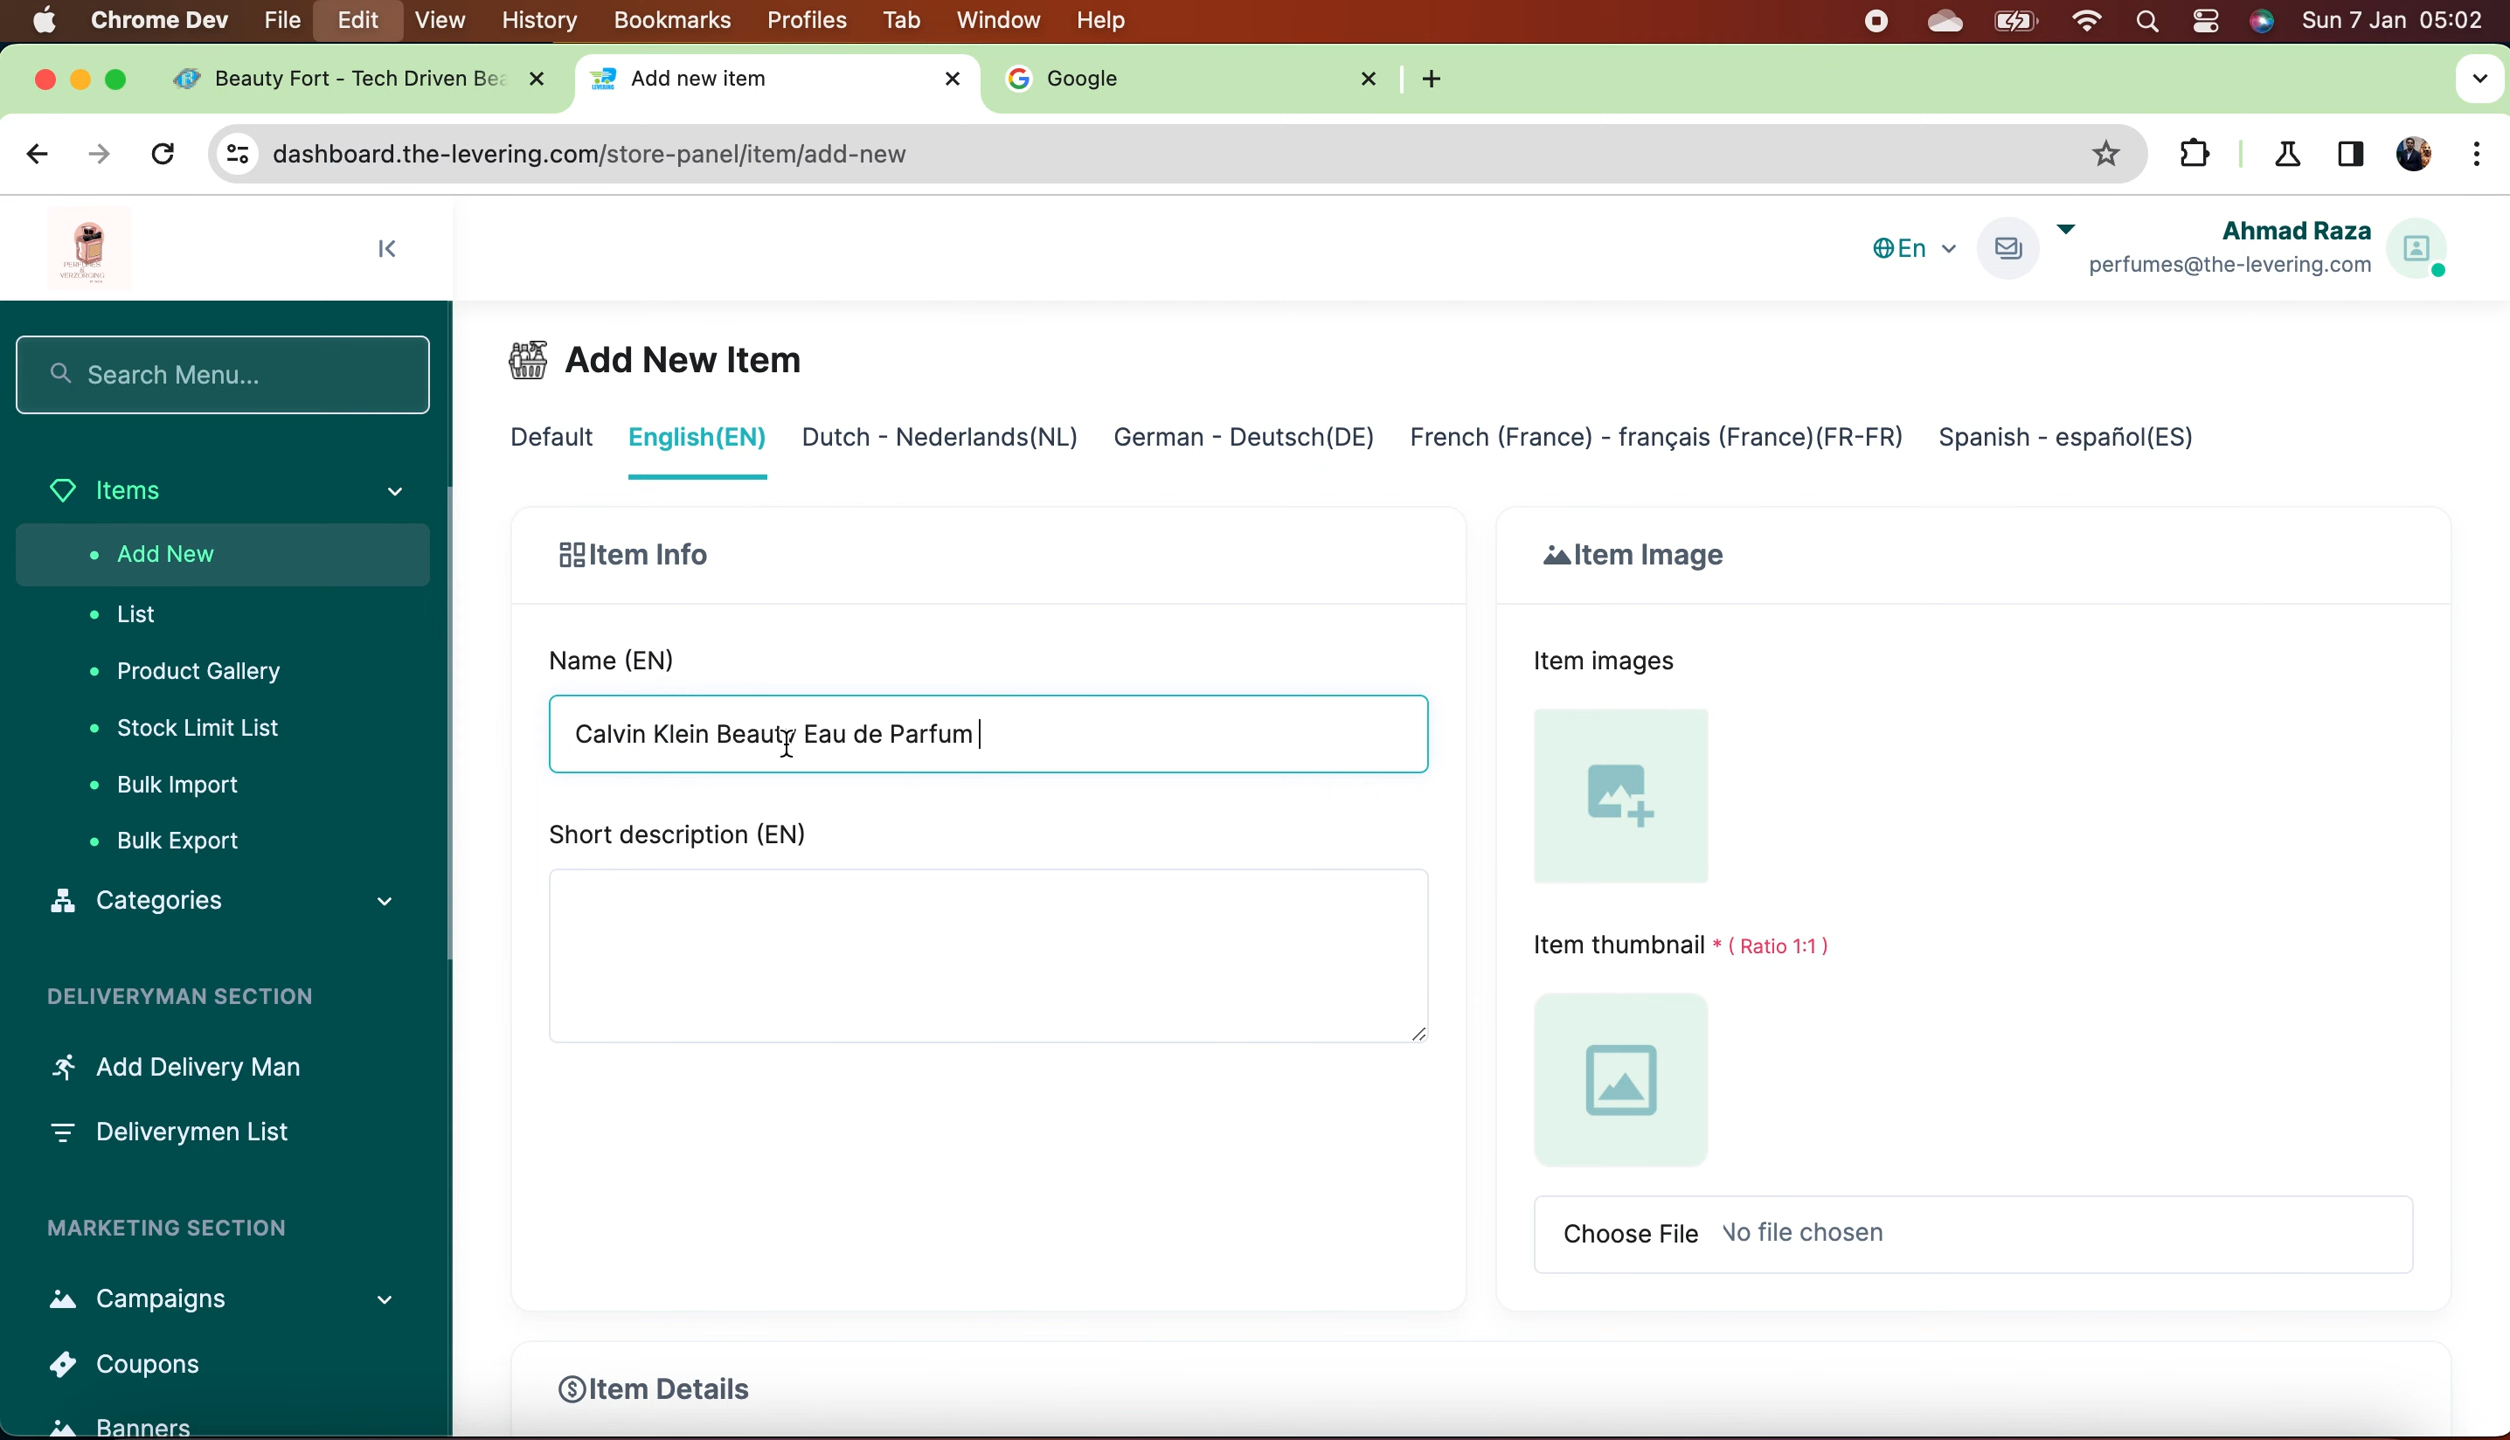 Chrome Dev File Edit View History Bookmarks Profiles Tab Window Help Sun 7 Jan 05:02
Beauty Fort - Tech Driven Bea Add new item Google
dashboard.the-levering.com/store-panel/item/add-new
PERFUMES
&
VERZORGING
En
Ahmad Raza
perfumes@the-levering.com
Search Menu...
Items
Add New
List
Product Gallery
Stock Limit List
Bulk Import
Bulk Export
Categories
DELIVERYMAN SECTION
Add Delivery Man
Deliverymen List
MARKETING SECTION
Campaigns
Coupons
Banners
Add New Item
Default English(EN) Dutch - Nederlands(NL) German - Deutsch(DE) French (France) - français (France)(FR-FR) Spanish - español(ES)
Item Info
Name (EN)
Calvin Klein Beauty Eau de Parfum
Short description (EN)
Item Image
Item images
Item thumbnail * ( Ratio 1:1 )
Choose File No file chosen
Item Details